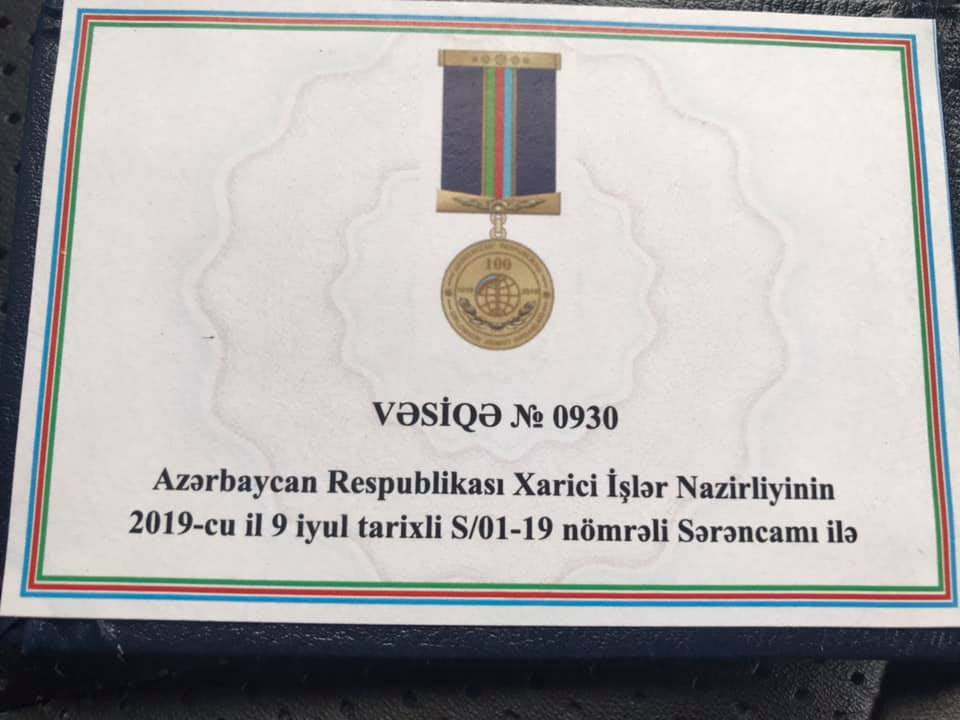 100
VƏSİQƏ № 0930
Azərbaycan Respublikası Xarici İşlər Nazirliyinin
2019-cu il 9 iyul tarixli S/01-19 nömrəli Sərəncamı ilə